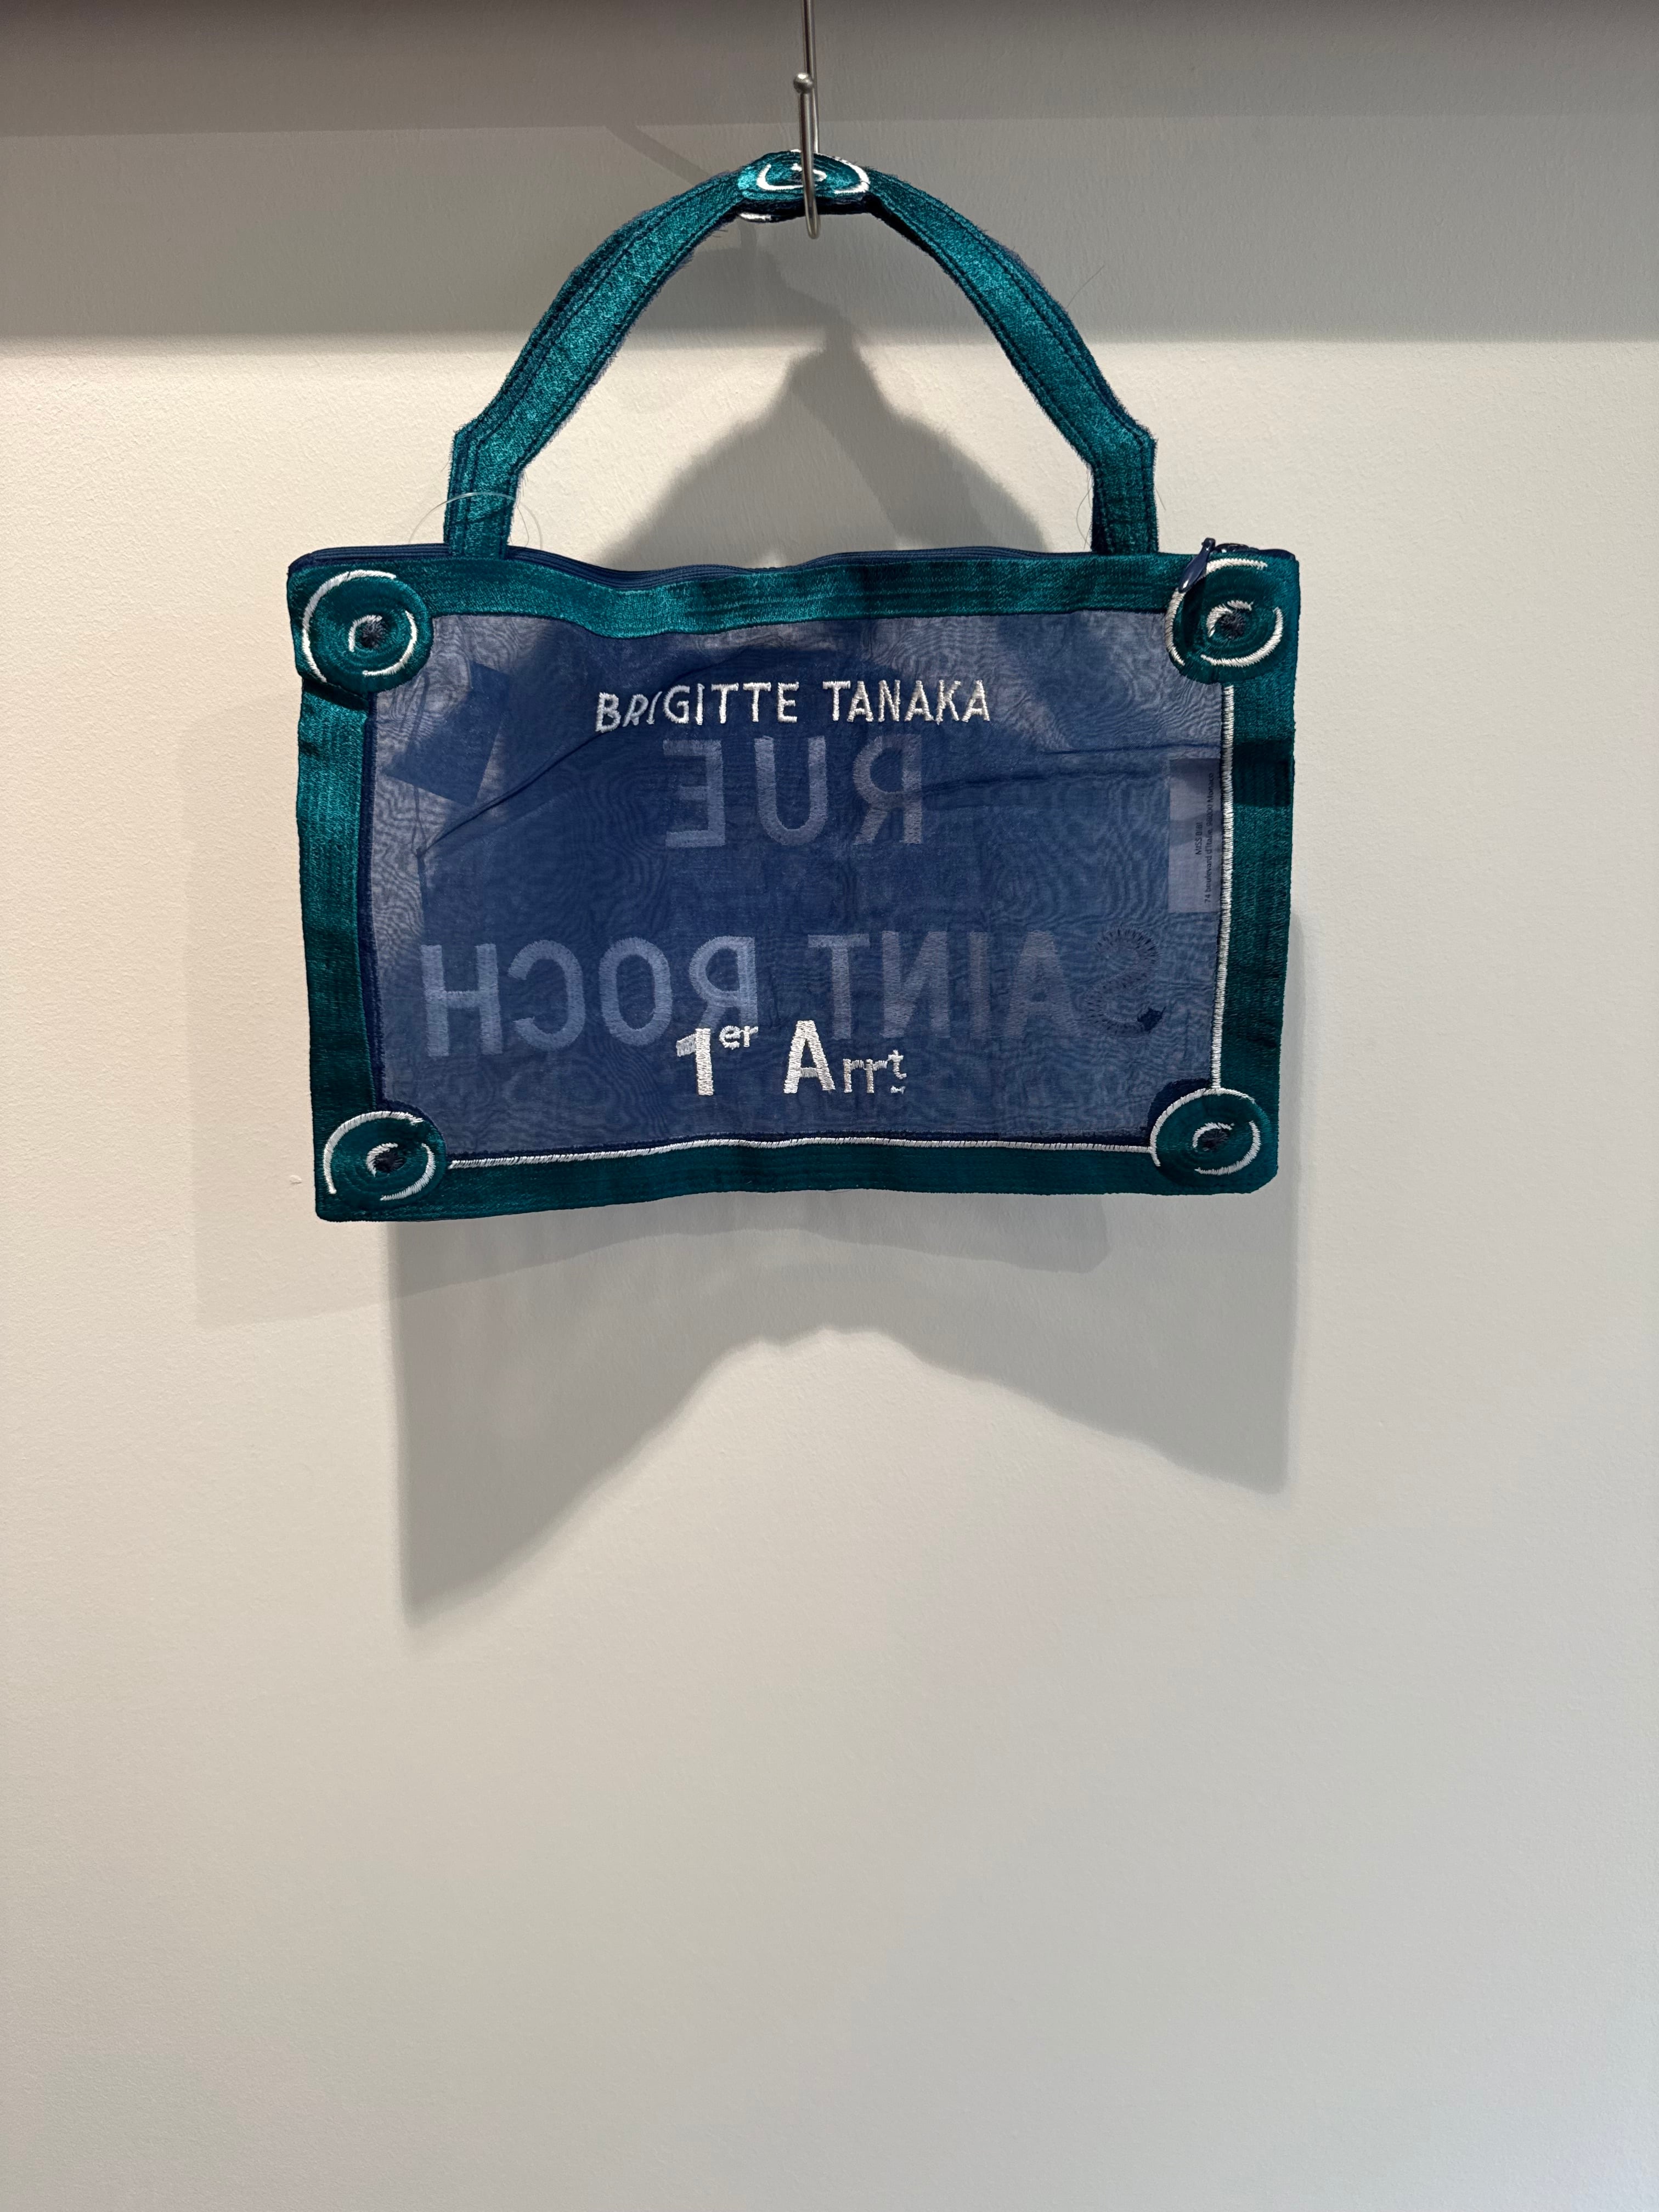 BRIGITTE TANAKA
RUE
SAINT ROCH
1er Arrt